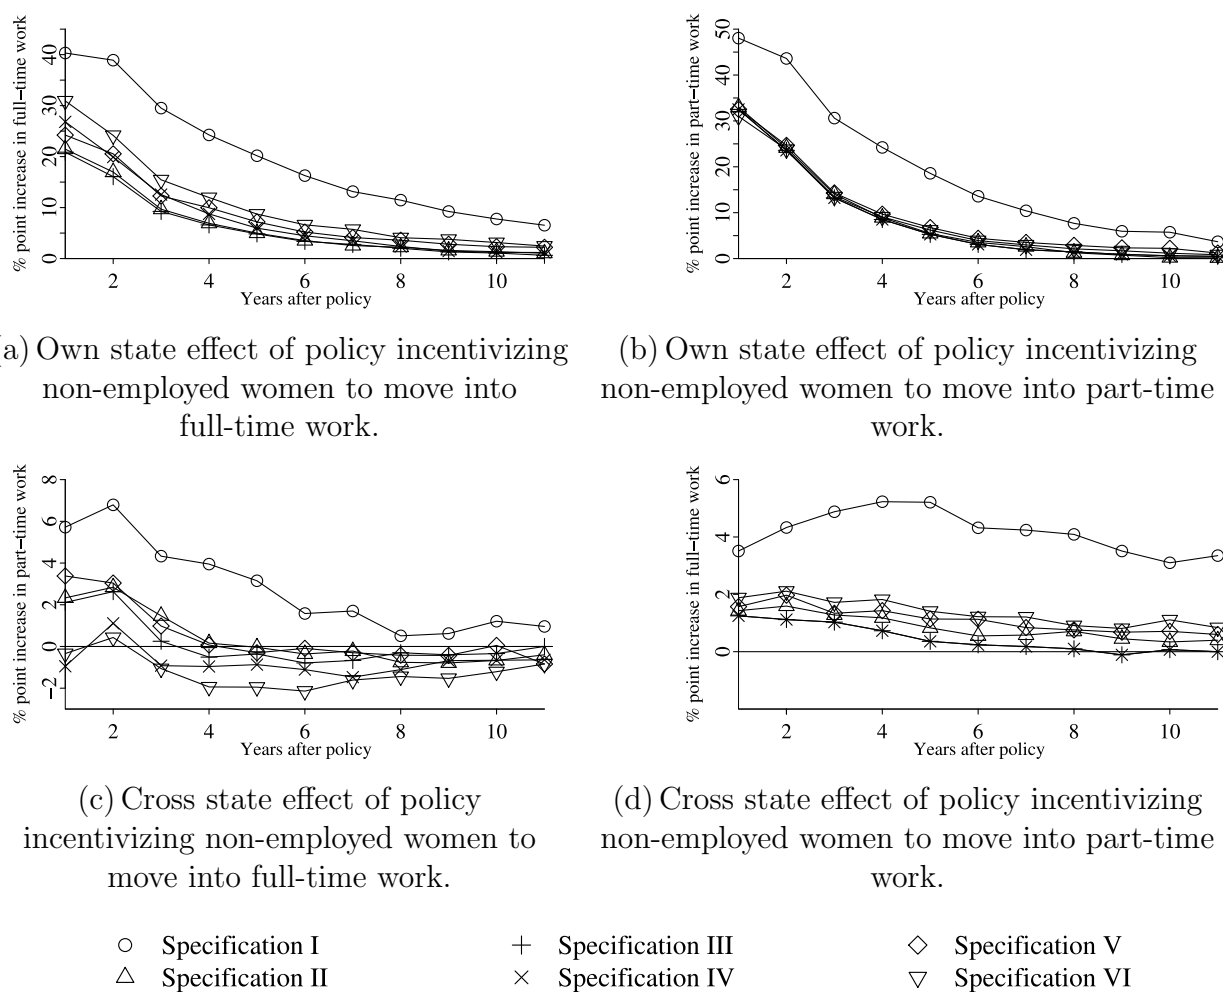 % point increase in full−time work
0 10 20 30 40
2 4 6 8 10
Years after policy
% point increase in part−time work
0 10 20 30 40 50
2 4 6 8 10
Years after policy
a) Own state effect of policy incentivizing
non-employed women to move into
full-time work.
(b) Own state effect of policy incentivizing
non-employed women to move into part-time
work.
% point increase in part−time work
−2 0 2 4 6 8
2 4 6 8 10
Years after policy
% point increase in full−time work
0 2 4 6
2 4 6 8 10
Years after policy
(c) Cross state effect of policy
incentivizing non-employed women to
move into full-time work.
(d) Cross state effect of policy incentivizing
non-employed women to move into part-time
work.
Specification I
Specification III
Specification V
Specification II
Specification IV
Specification VI